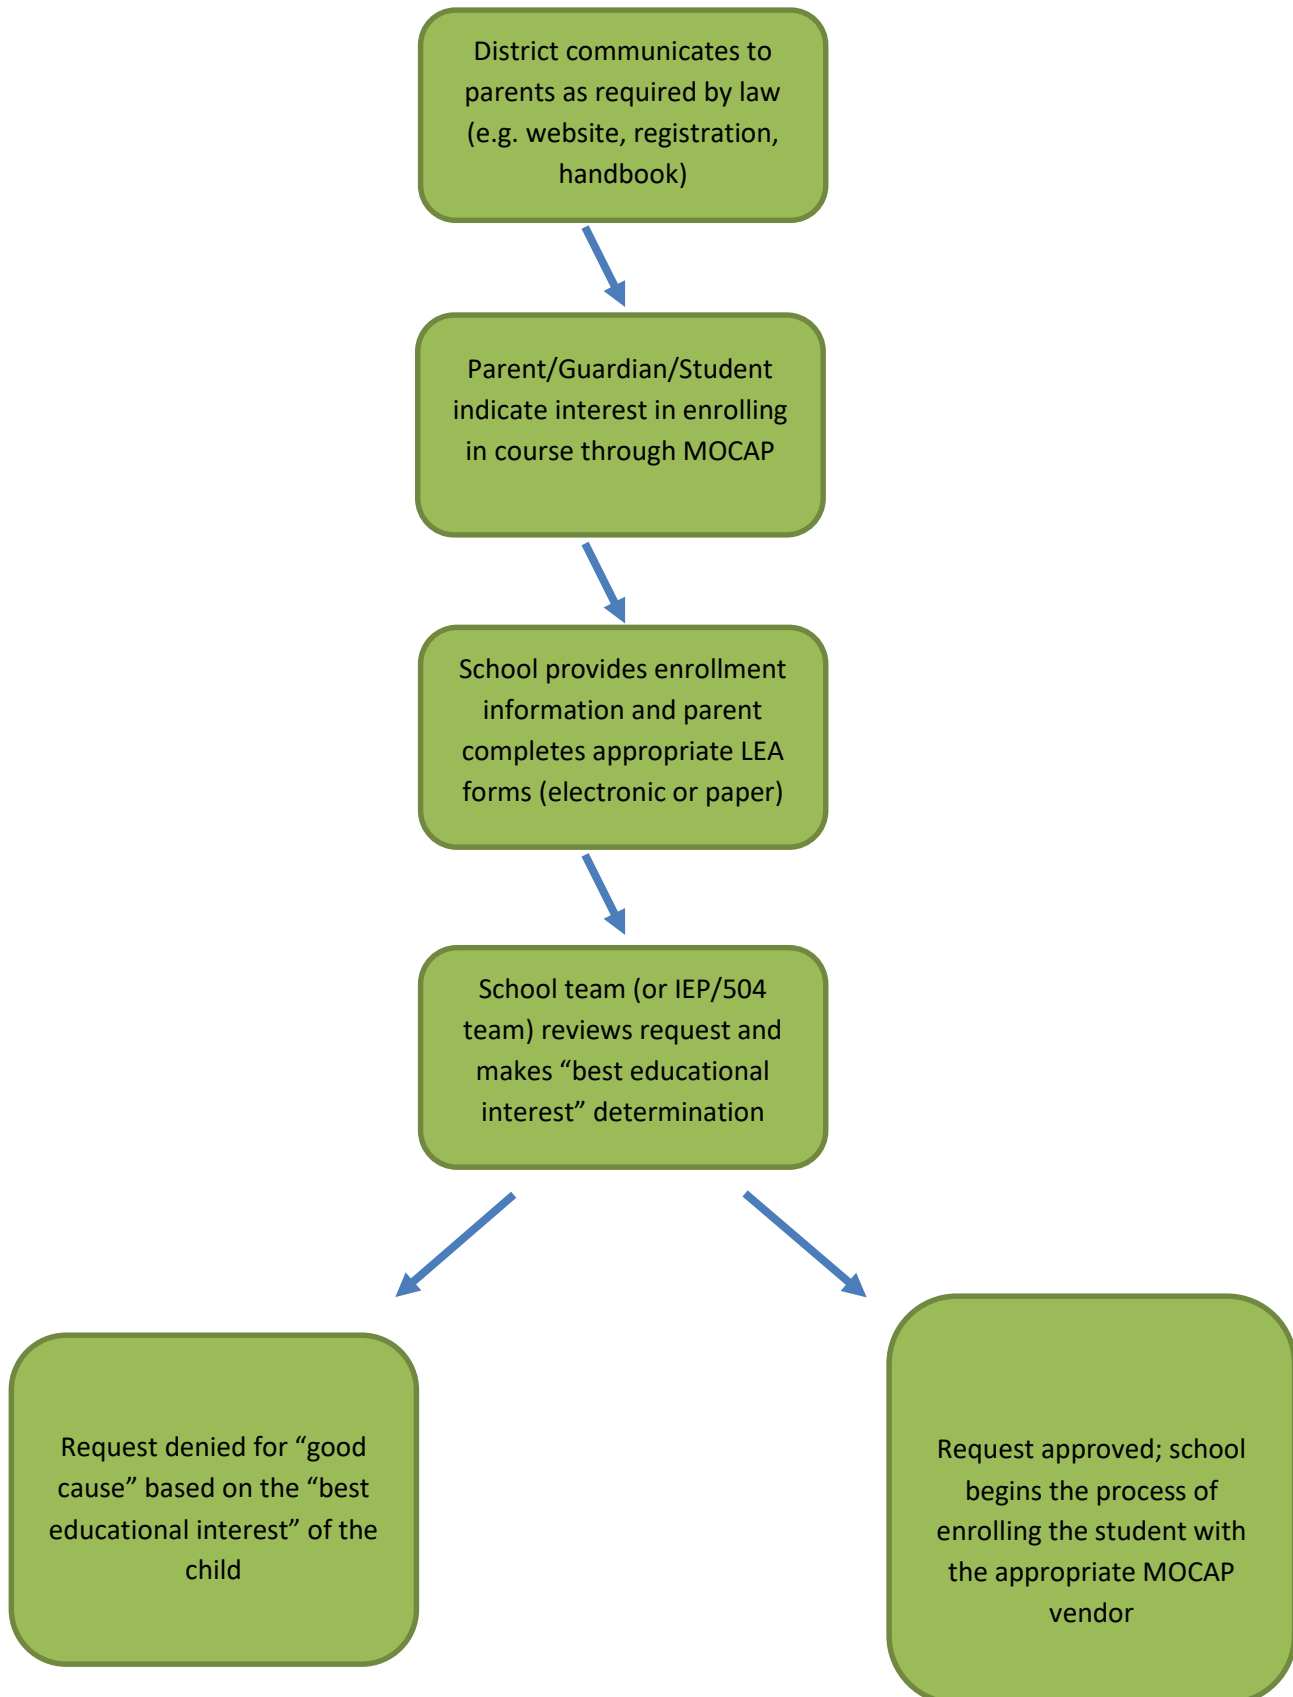 District communicates to
parents as required by law
(e.g. website, registration,
handbook)
Parent/Guardian/Student
indicate interest in enrolling
in course through MOCAP
School provides enrollment
information and parent
completes appropriate LEA
forms (electronic or paper)
School team (or IEP/504
team) reviews request and
makes “best educational
interest” determination
Request denied for “good
cause” based on the “best
educational interest” of the
child
Request approved; school
begins the process of
enrolling the student with
the appropriate MOCAP
vendor